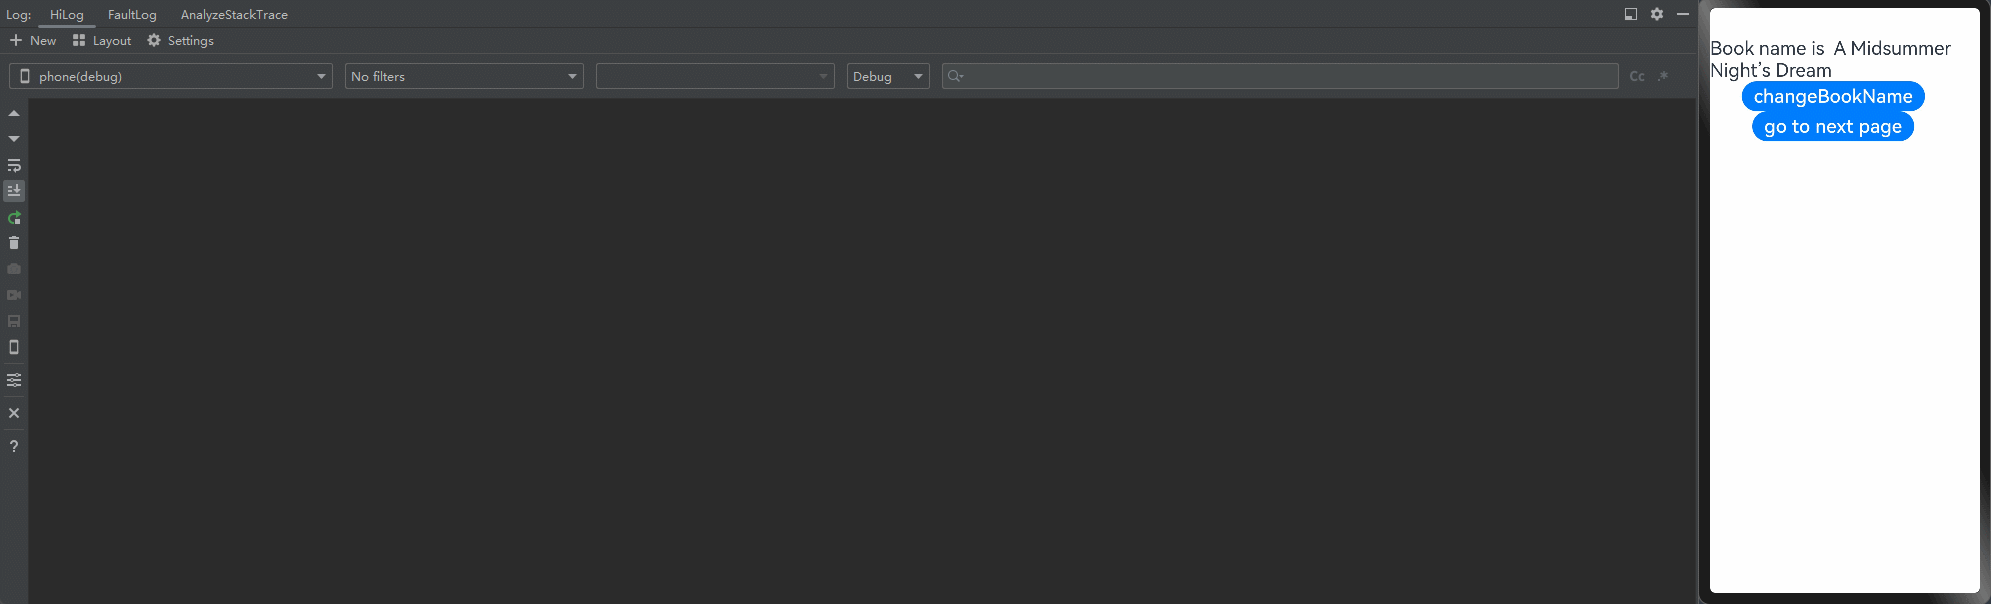 Log: HiLog FaultLog AnalyzeStackTrace
New Layout Settings
phone(debug) No filters Debug Cc .*
?
Book name is  A Midsummer
Night’s Dream
changeBookName
go to next page